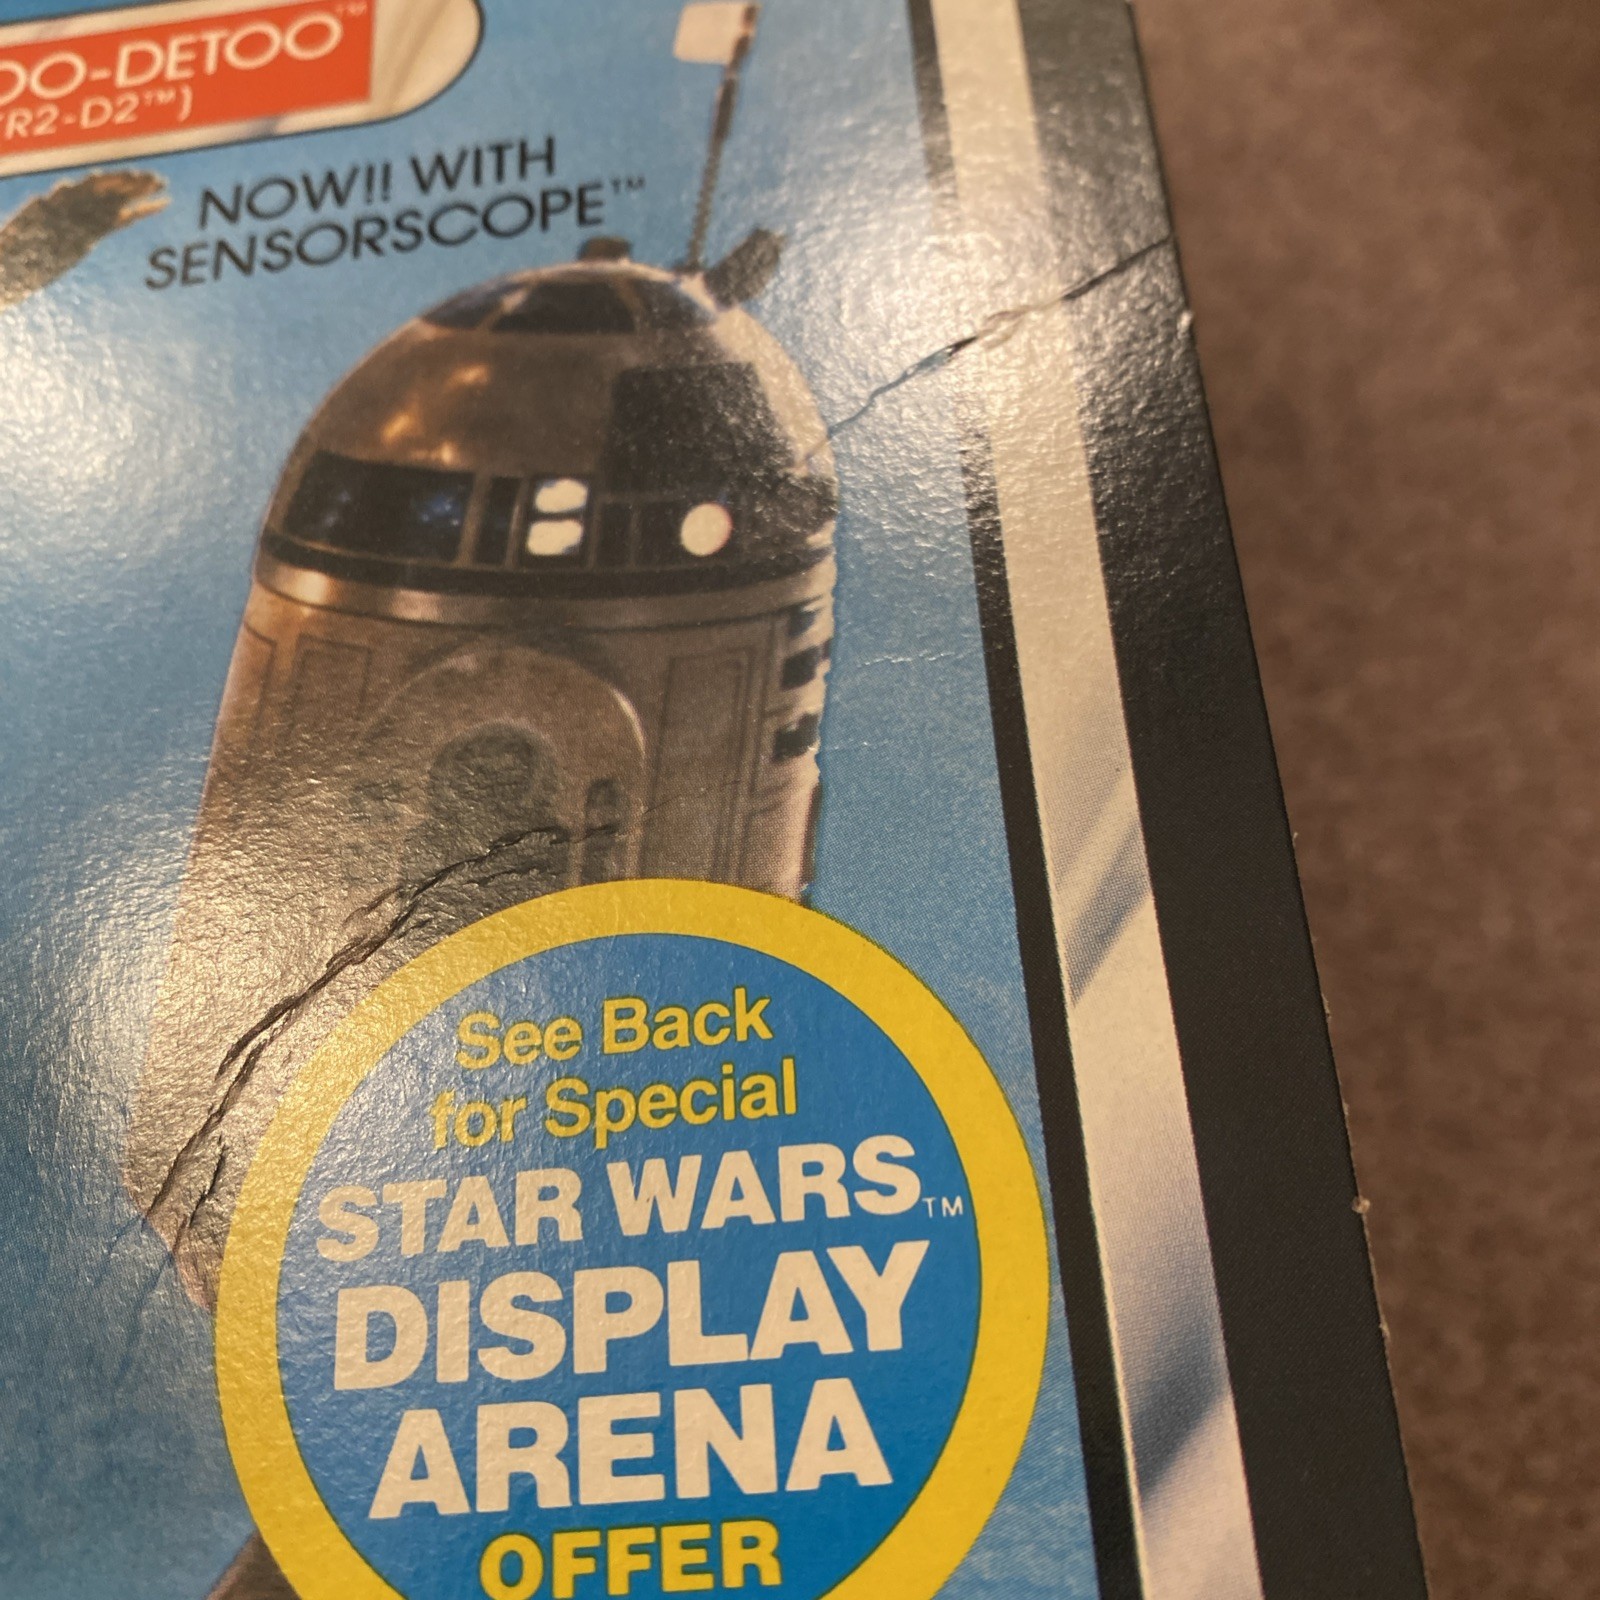 OO-DETOO™
(R2-D2™)
NOW!! WITH
SENSORSCOPE™
See Back
for Special
STAR WARS™
DISPLAY
ARENA
OFFER